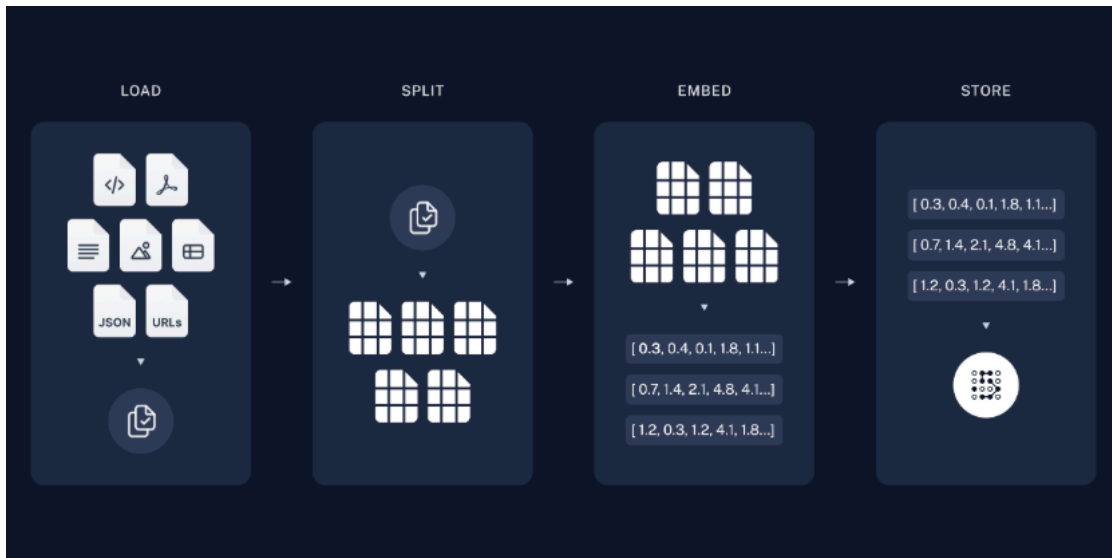 LOAD
SPLIT
EMBED
STORE
</>
JSON
URLs
[ 0.3, 0.4, 0.1, 1.8, 1.1...]
[ 0.7, 1.4, 2.1, 4.8, 4.1...]
[ 1.2, 0.3, 1.2, 4.1, 1.8...]
[ 0.3, 0.4, 0.1, 1.8, 1.1...]
[ 0.7, 1.4, 2.1, 4.8, 4.1...]
[ 1.2, 0.3, 1.2, 4.1, 1.8...]